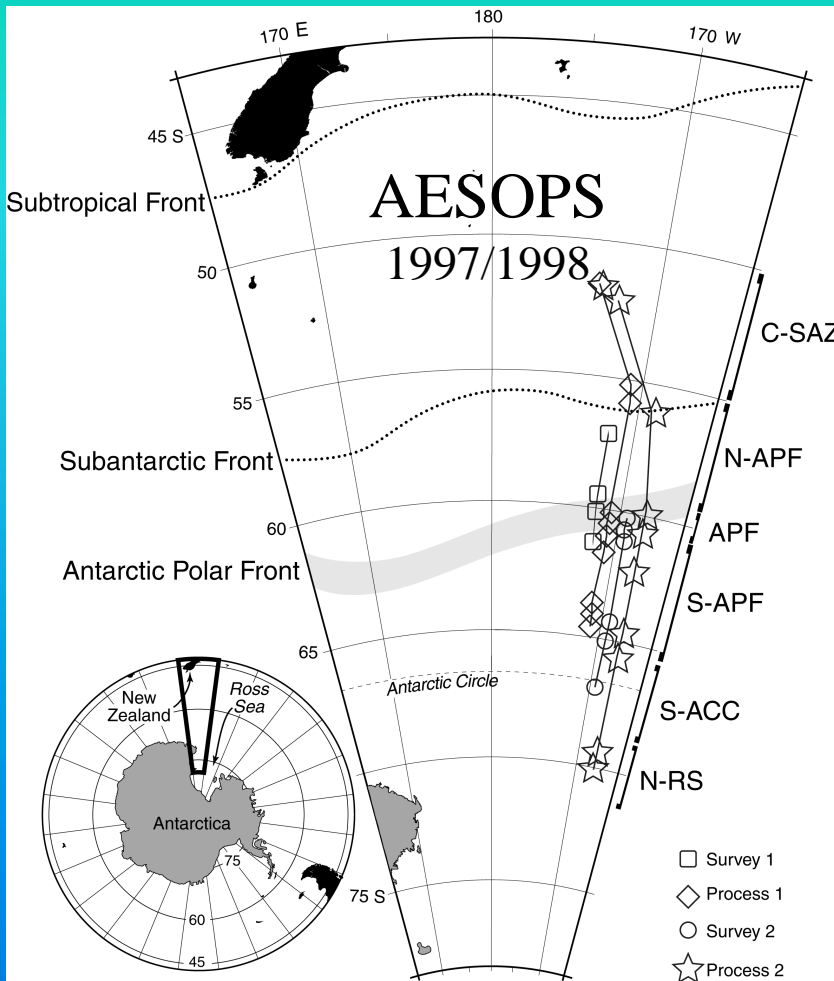 170 E
180
170 W
45 S
Subtropical Front
AESOPS
1997/1998
50
C-SAZ
55
Subantarctic Front
N-APF
60
APF
Antarctic Polar Front
S-APF
65
Antarctic Circle
New
Zealand
Ross
Sea
S-ACC
N-RS
Antarctica
75
60
45
75 S
Survey 1
Process 1
Survey 2
Process 2